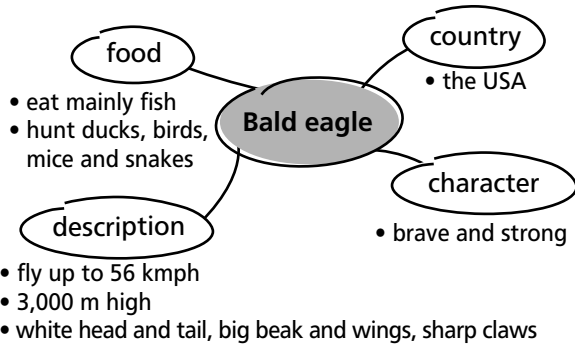 food
• eat mainly fish
• hunt ducks, birds,
mice and snakes
country
• the USA
Bald eagle
character
• brave and strong
description
• fly up to 56 kmph
• 3,000 m high
• white head and tail, big beak and wings, sharp claws